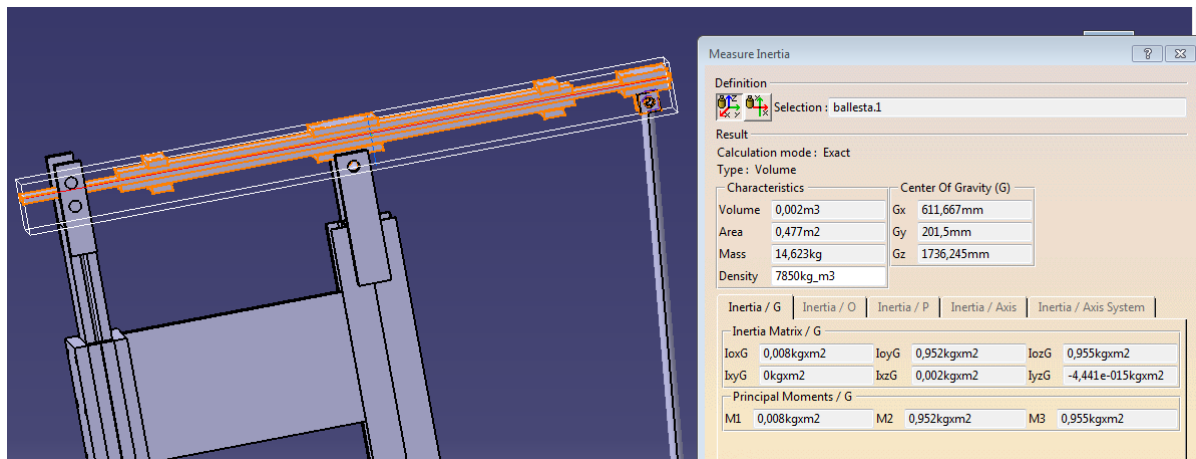 Measure Inertia
Definition
Selection : ballesta.1
Result
Calculation mode : Exact
Type : Volume
Characteristics
Center Of Gravity (G)
Volume 0,002m3 Gx 611,667mm
Area 0,477m2 Gy 201,5mm
Mass 14,623kg Gz 1736,245mm
Density 7850kg_m3
Inertia / G Inertia / O Inertia / P Inertia / Axis Inertia / Axis System
Inertia Matrix / G
IoxG 0,008kgxm2 IoyG 0,952kgxm2 IozG 0,955kgxm2
IxyG 0kgxm2 IxzG 0,002kgxm2 IyzG -4,441e-015kgxm2
Principal Moments / G
M1 0,008kgxm2 M2 0,952kgxm2 M3 0,955kgxm2